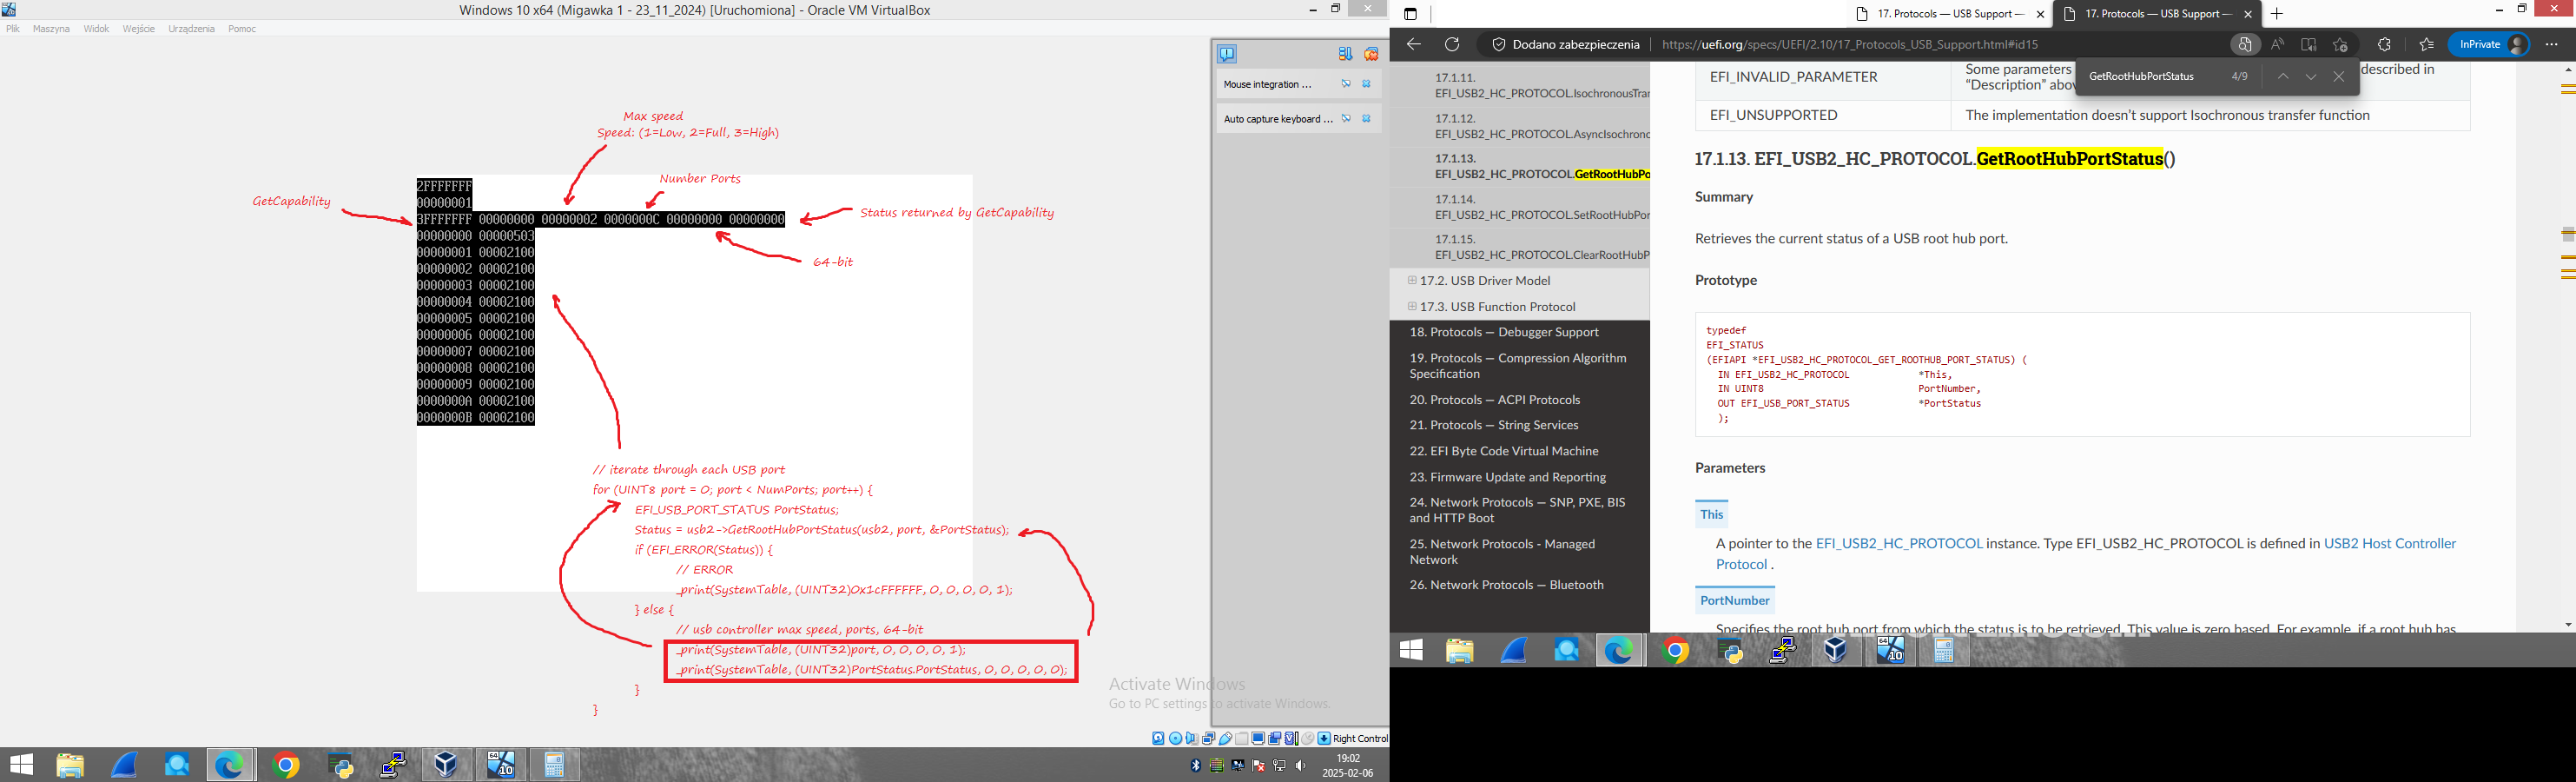 Windows 10 x64 (Migawka 1 - 23_11_2024) [Uruchomiona] - Oracle VM VirtualBox
Plik Maszyna Widok Wejście Urządzenia Pomoc
Mouse integration ...
Auto capture keyboard ...
Max speed
Speed: (1=Low, 2=Full, 3=High)
Number Ports
GetCapability
Status returned by GetCapability
64-bit
2FFFFFFF
00000001
3FFFFFFF 00000000 00000002 0000000C 00000000 00000000
00000000 00000503
00000001 00002100
00000002 00002100
00000003 00002100
00000004 00002100
00000005 00002100
00000006 00002100
00000007 00002100
00000008 00002100
00000009 00002100
0000000A 00002100
0000000B 00002100
// iterate through each USB port
for (UINT8 port = 0; port < NumPorts; port++) {
EFI_USB_PORT_STATUS PortStatus;
Status = usb2->GetRootHubPortStatus(usb2, port, &PortStatus);
if (EFI_ERROR(Status)) {
// ERROR
_print(SystemTable, (UINT32)0x1cFFFFFF, 0, 0, 0, 0, 1);
} else {
// usb controller max speed, ports, 64-bit
_print(SystemTable, (UINT32)port, 0, 0, 0, 0, 1);
_print(SystemTable, (UINT32)PortStatus.PortStatus, 0, 0, 0, 0, 0);
}
}
Activate Windows
Go to PC settings to activate Windows.
Right Control
19:02
2025-02-06
17. Protocols — USB Support —
17. Protocols — USB Support —
Dodano zabezpieczenia
https://uefi.org/specs/UEFI/2.10/17_Protocols_USB_Support.html#id15
InPrivate
GetRootHubPortStatus 4/9
17.1.11.
EFI_USB2_HC_PROTOCOL.IsochronousTran
17.1.12.
EFI_USB2_HC_PROTOCOL.AsyncIsochrono
17.1.13.
EFI_USB2_HC_PROTOCOL.GetRootHubPo
17.1.14.
EFI_USB2_HC_PROTOCOL.SetRootHubPor
17.1.15.
EFI_USB2_HC_PROTOCOL.ClearRootHubP
17.2. USB Driver Model
17.3. USB Function Protocol
18. Protocols — Debugger Support
19. Protocols — Compression Algorithm
Specification
20. Protocols — ACPI Protocols
21. Protocols — String Services
22. EFI Byte Code Virtual Machine
23. Firmware Update and Reporting
24. Network Protocols — SNP, PXE, BIS
and HTTP Boot
25. Network Protocols - Managed
Network
26. Network Protocols — Bluetooth
EFI_INVALID_PARAMETER
Some parameters described in
"Description" abov
EFI_UNSUPPORTED
The implementation doesn't support Isochronous transfer function
17.1.13. EFI_USB2_HC_PROTOCOL.GetRootHubPortStatus()
Summary
Retrieves the current status of a USB root hub port.
Prototype
typedef
EFI_STATUS
(EFIAPI *EFI_USB2_HC_PROTOCOL_GET_ROOTHUB_PORT_STATUS) (
IN EFI_USB2_HC_PROTOCOL *This,
IN UINT8 PortNumber,
OUT EFI_USB_PORT_STATUS *PortStatus
);
Parameters
This
A pointer to the EFI_USB2_HC_PROTOCOL instance. Type EFI_USB2_HC_PROTOCOL is defined in USB2 Host Controller
Protocol .
PortNumber
Specifies the root hub port from which the status is to be retrieved. This value is zero based. For example, if a root hub has